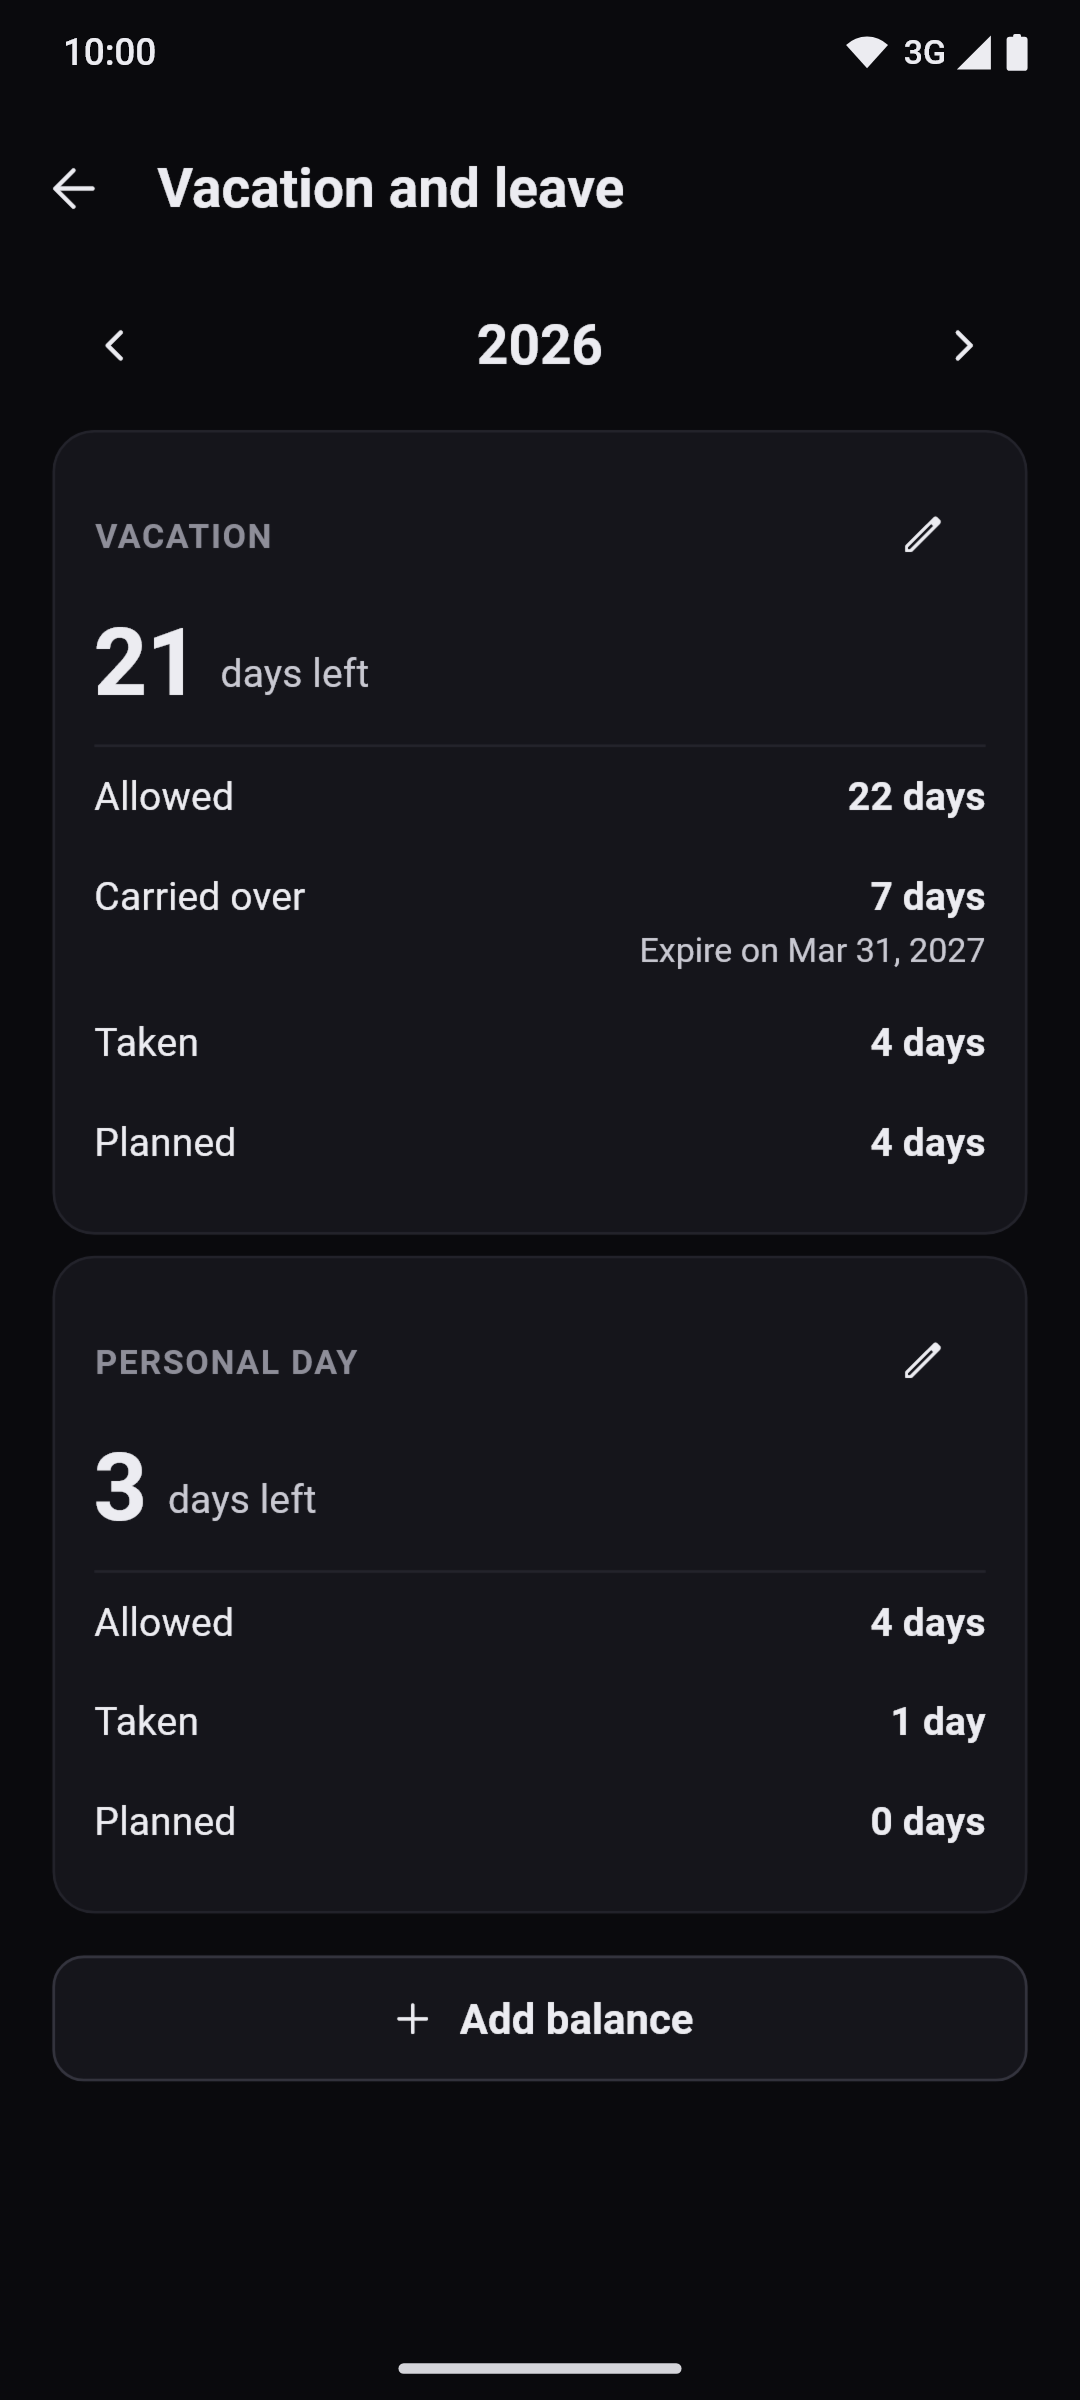 10:00
3G
Vacation and leave
2026
VACATION
21 days left
Allowed 22 days
Carried over 7 days
Expire on Mar 31, 2027
Taken 4 days
Planned 4 days
PERSONAL DAY
3 days left
Allowed 4 days
Taken 1 day
Planned 0 days
Add balance